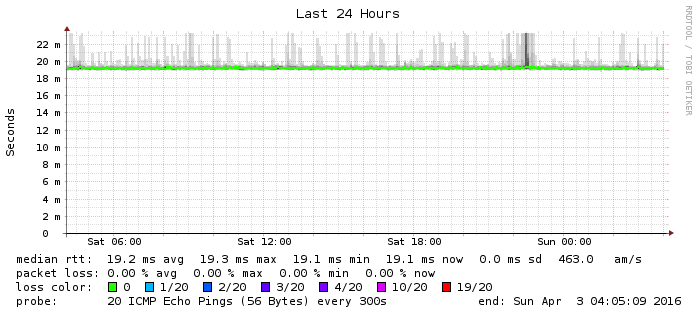 Last 24 Hours
RRDTOOL / TOBI OETIKER
Seconds
22 m
20 m
18 m
16 m
14 m
12 m
10 m
8 m
6 m
4 m
2 m
0
Sat 06:00 Sat 12:00 Sat 18:00 Sun 00:00
median rtt: 19.2 ms avg 19.3 ms max 19.1 ms min 19.1 ms now 0.0 ms sd 463.0 am/s
packet loss: 0.00 % avg 0.00 % max 0.00 % min 0.00 % now
loss color: 0 1/20 2/20 3/20 4/20 10/20 19/20
probe: 20 ICMP Echo Pings (56 Bytes) every 300s end: Sun Apr 3 04:05:09 2016